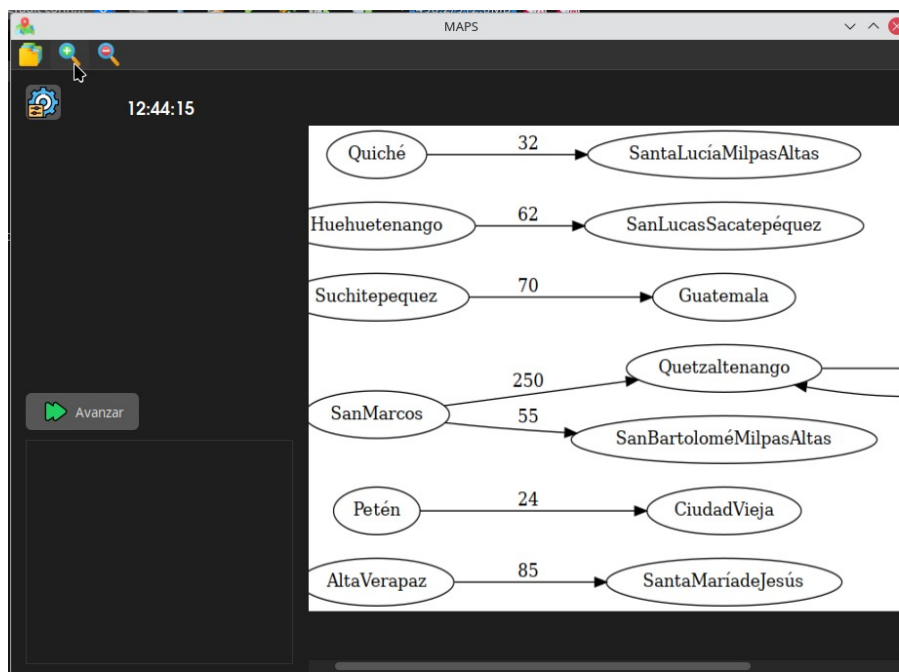 MAPS
12:44:15
Quiché 32 SantaLucíaMilpasAltas
Huehuetenango 62 SanLucasSacatepéquez
Suchitepequez 70 Guatemala
Quetzaltenango
250
SanMarcos
55
SanBartoloméMilpasAltas
Avanzar
Petén 24 CiudadVieja
AltaVerapaz 85 SantaMaríadeJesús